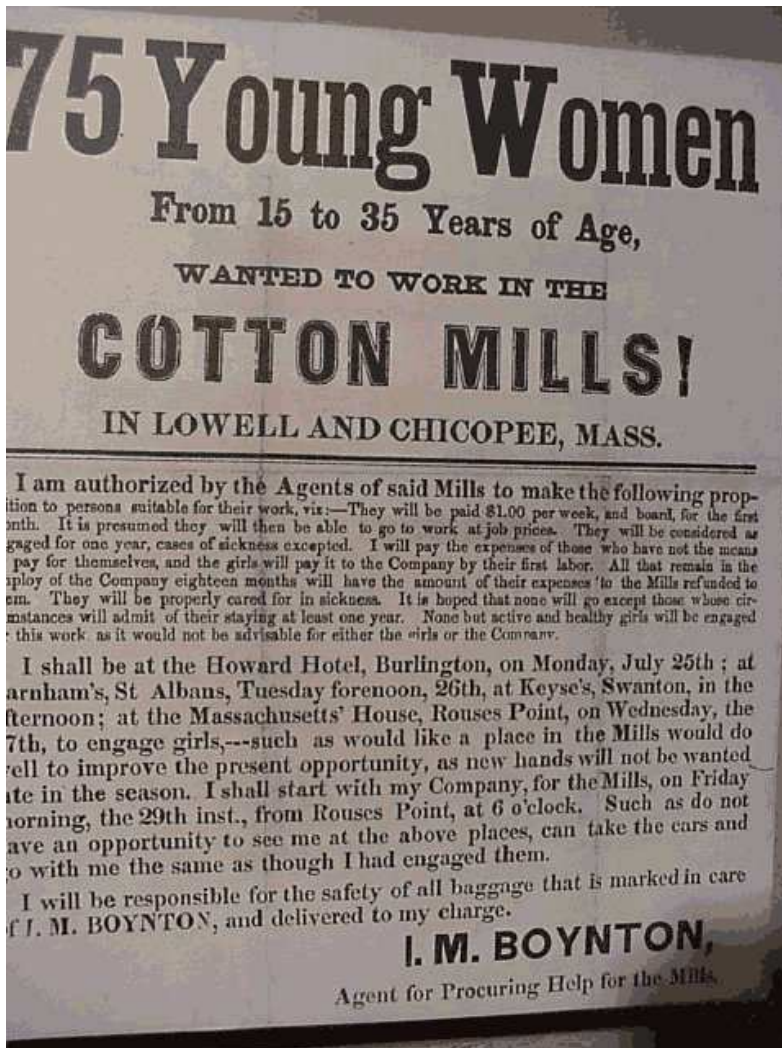 75 Young Women
From 15 to 35 Years of Age,
WANTED TO WORK IN THE
COTTON MILLS!
IN LOWELL AND CHICOPEE, MASS.
I am authorized by the Agents of said Mills to make the following prop-
ition to persons suitable for their work, viz:—They will be paid $1.00 per week, and board, for the first
onth. It is presumed they will then be able to go to work at job prices. They will be considered as
gaged for one year, cases of sickness excepted. I will pay the expenses of those who have not the means
pay for themselves, and the girls will pay it to the Company by their first labor. All that remain in the
mploy of the Company eighteen months will have the amount of their expenses to the Mills refunded to
em. They will be properly cared for in sickness. It is hoped that none will go except those whose cir-
mstances will admit of their staying at least one year. None but active and healthy girls will be engaged
r this work as it would not be advisable for either the girls or the Company.
I shall be at the Howard Hotel, Burlington, on Monday, July 25th; at
arnham's, St Albans, Tuesday forenoon, 26th, at Keyse's, Swanton, in the
fternoon; at the Massachusetts' House, Rouses Point, on Wednesday, the
7th, to engage girls,---such as would like a place in the Mills would do
ell to improve the present opportunity, as new hands will not be wanted
ate in the season. I shall start with my Company, for the Mills, on Friday
orning, the 29th inst., from Rouses Point, at 6 o'clock. Such as do not
ave an opportunity to see me at the above places, can take the cars and
o with me the same as though I had engaged them.
I will be responsible for the safety of all baggage that is marked in care
of I. M. BOYNTON, and delivered to my charge.
I. M. BOYNTON,
Agent for Procuring Help for the Mills.